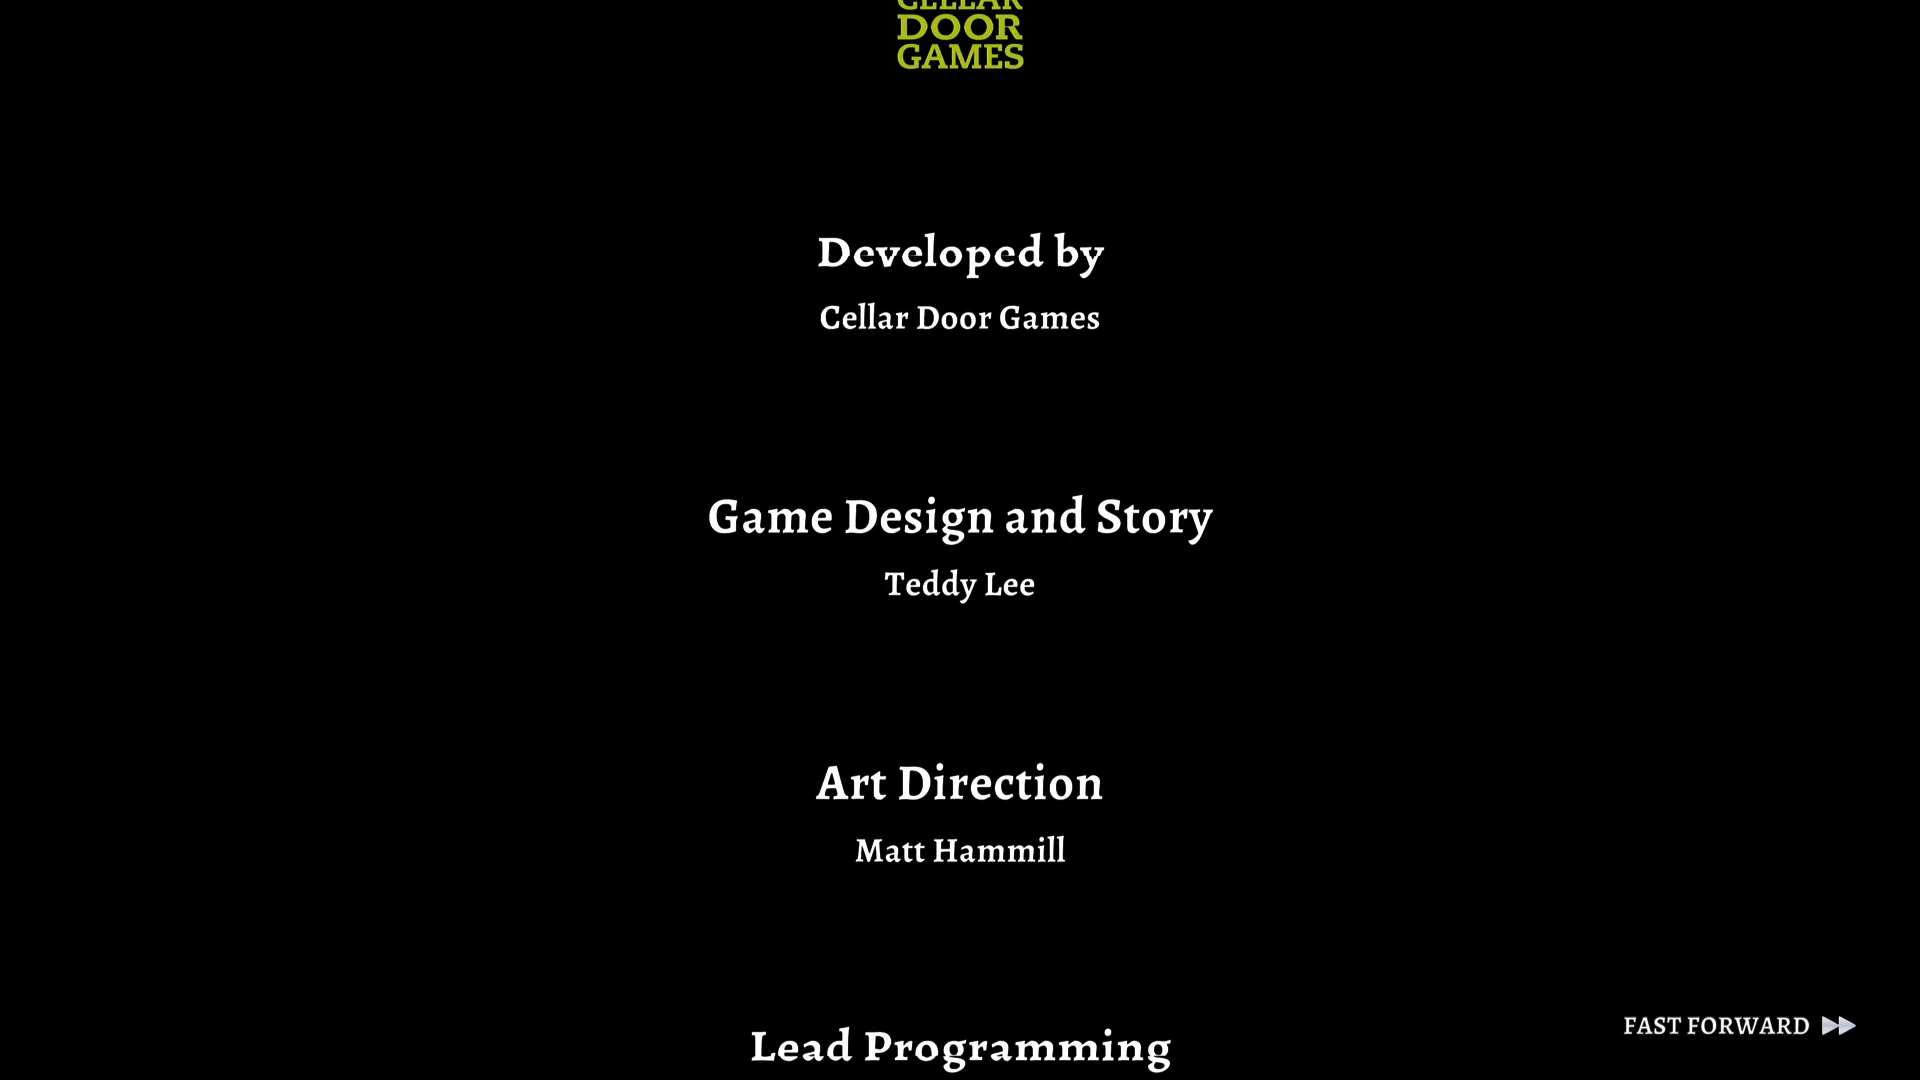 CELLAR
DOOR
GAMES
Developed by
Cellar Door Games
Game Design and Story
Teddy Lee
Art Direction
Matt Hammill
Lead Programming
FAST FORWARD